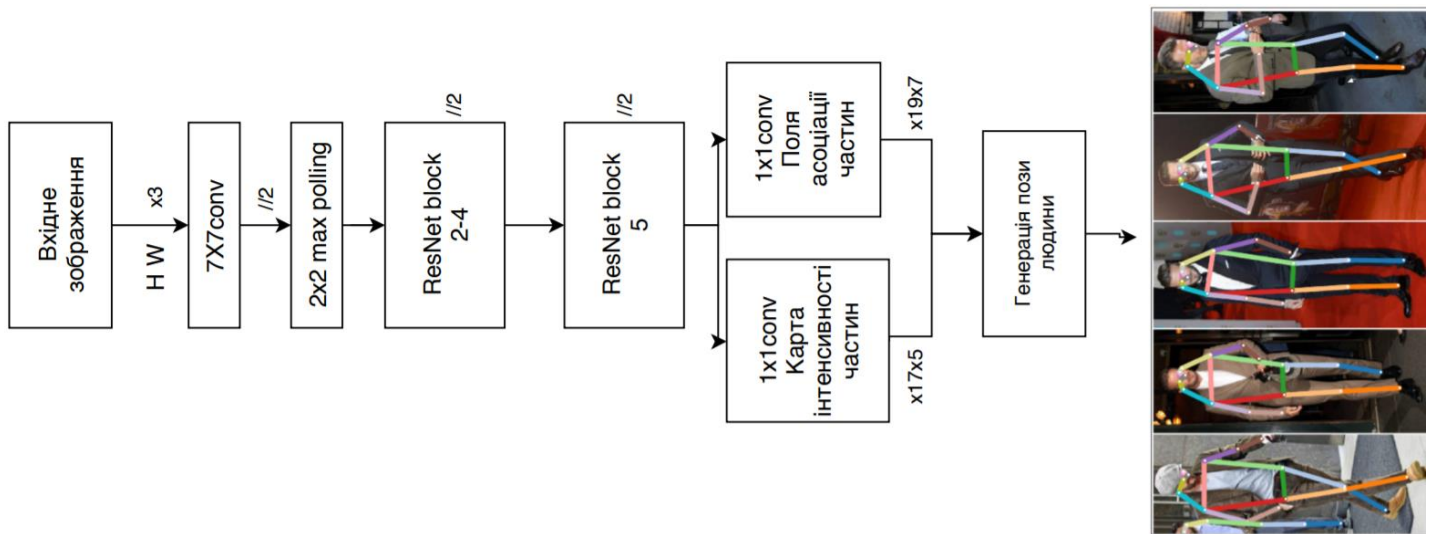 Вхідне
зображення
H W
x3
7X7conv
//2
2x2 max polling
ResNet block
2-4
//2
ResNet block
5
//2
1x1conv
Карта
інтенсивності
частин
x17x5
1x1conv
Поля
асоціації
частин
x19x7
Генерація пози
людини